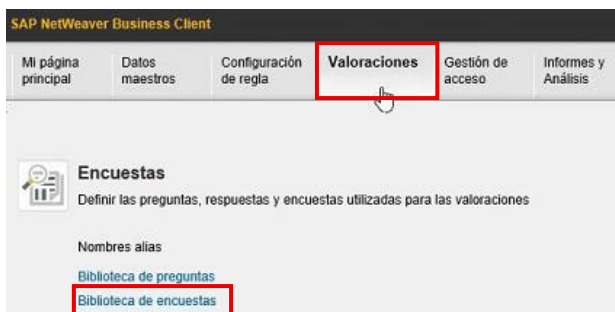 SAP NetWeaver Business Client
Mi página principal
Datos maestros
Configuración de regla
Valoraciones
Gestión de acceso
Informes y Análisis
Encuestas
Definir las preguntas, respuestas y encuestas utilizadas para las valoraciones
Nombres alias
Biblioteca de preguntas
Biblioteca de encuestas